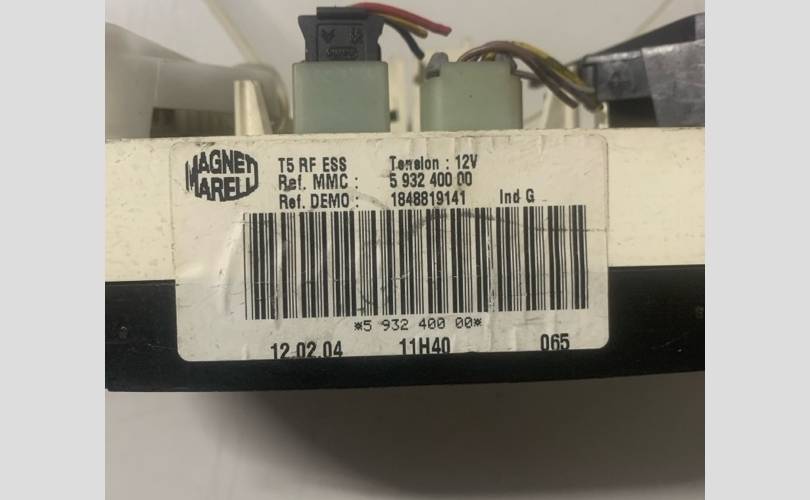 MAGNETI
MARELLI
T5 RF ESS Tension : 12V
Ref. MMC : 5 932 400 00
Ref. DEMO : 1848819141 Ind G
*5 932 400 00*
12.02.04 11H40 065